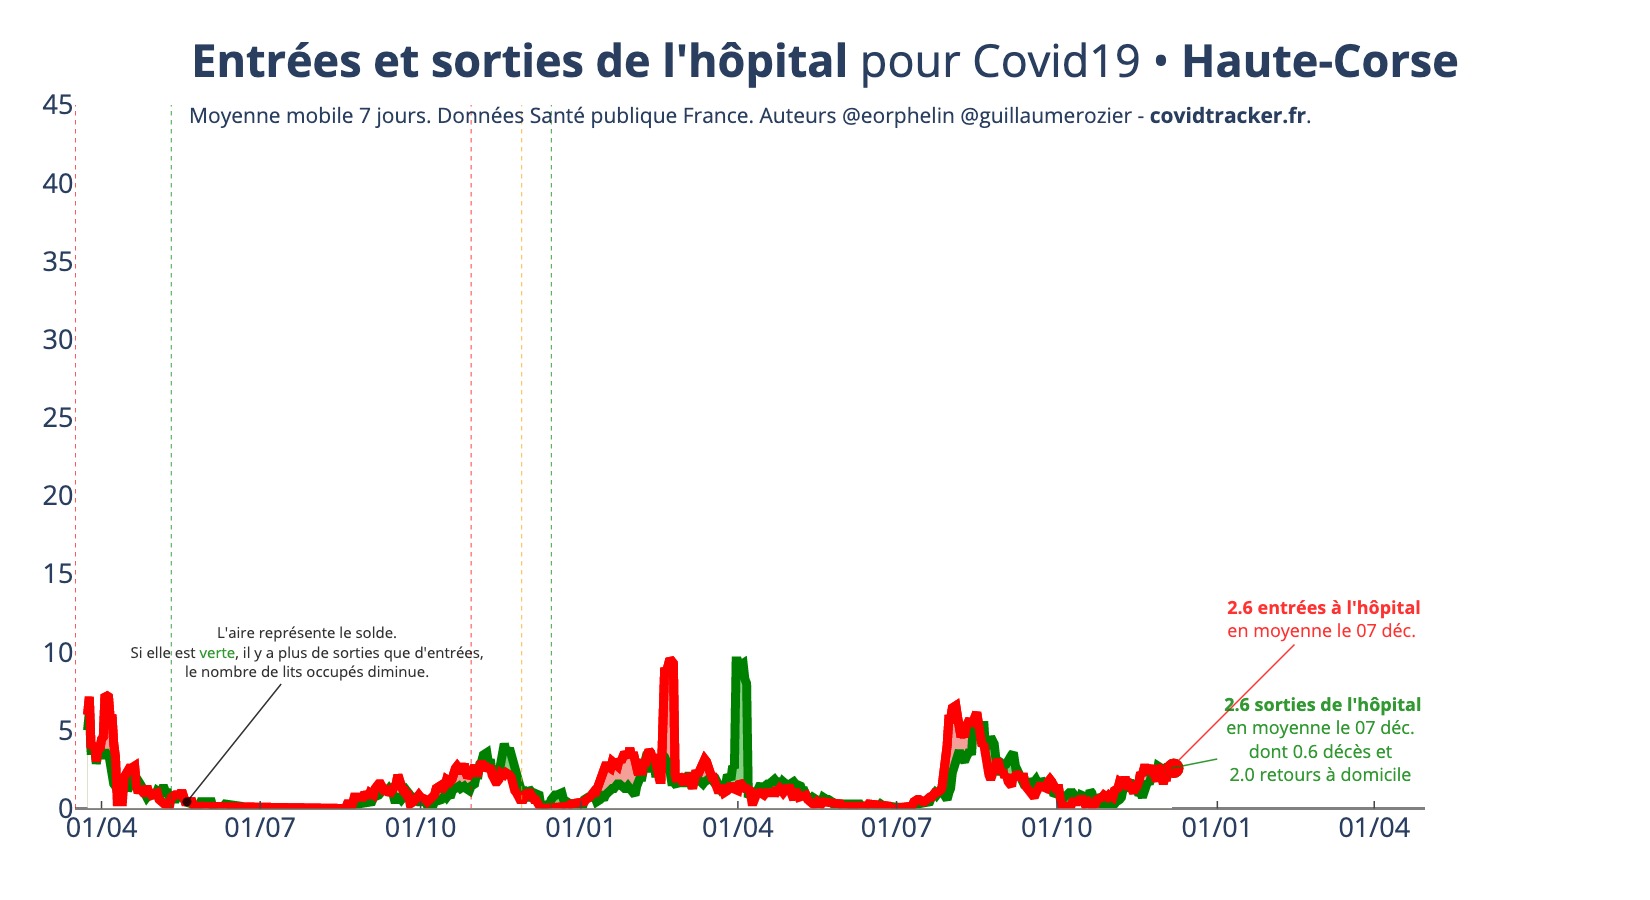 Entrées et sorties de l'hôpital pour Covid19 • Haute-Corse
Moyenne mobile 7 jours. Données Santé publique France. Auteurs @eorphelin @guillaumerozier - covidtracker.fr.
45
40
35
30
25
20
15
10
5
0
L'aire représente le solde.
Si elle est verte, il y a plus de sorties que d'entrées,
le nombre de lits occupés diminue.
2.6 entrées à l'hôpital
en moyenne le 07 déc.
2.6 sorties de l'hôpital
en moyenne le 07 déc.
dont 0.6 décès et
2.0 retours à domicile
01/04 01/07 01/10 01/01 01/04 01/07 01/10 01/01 01/04